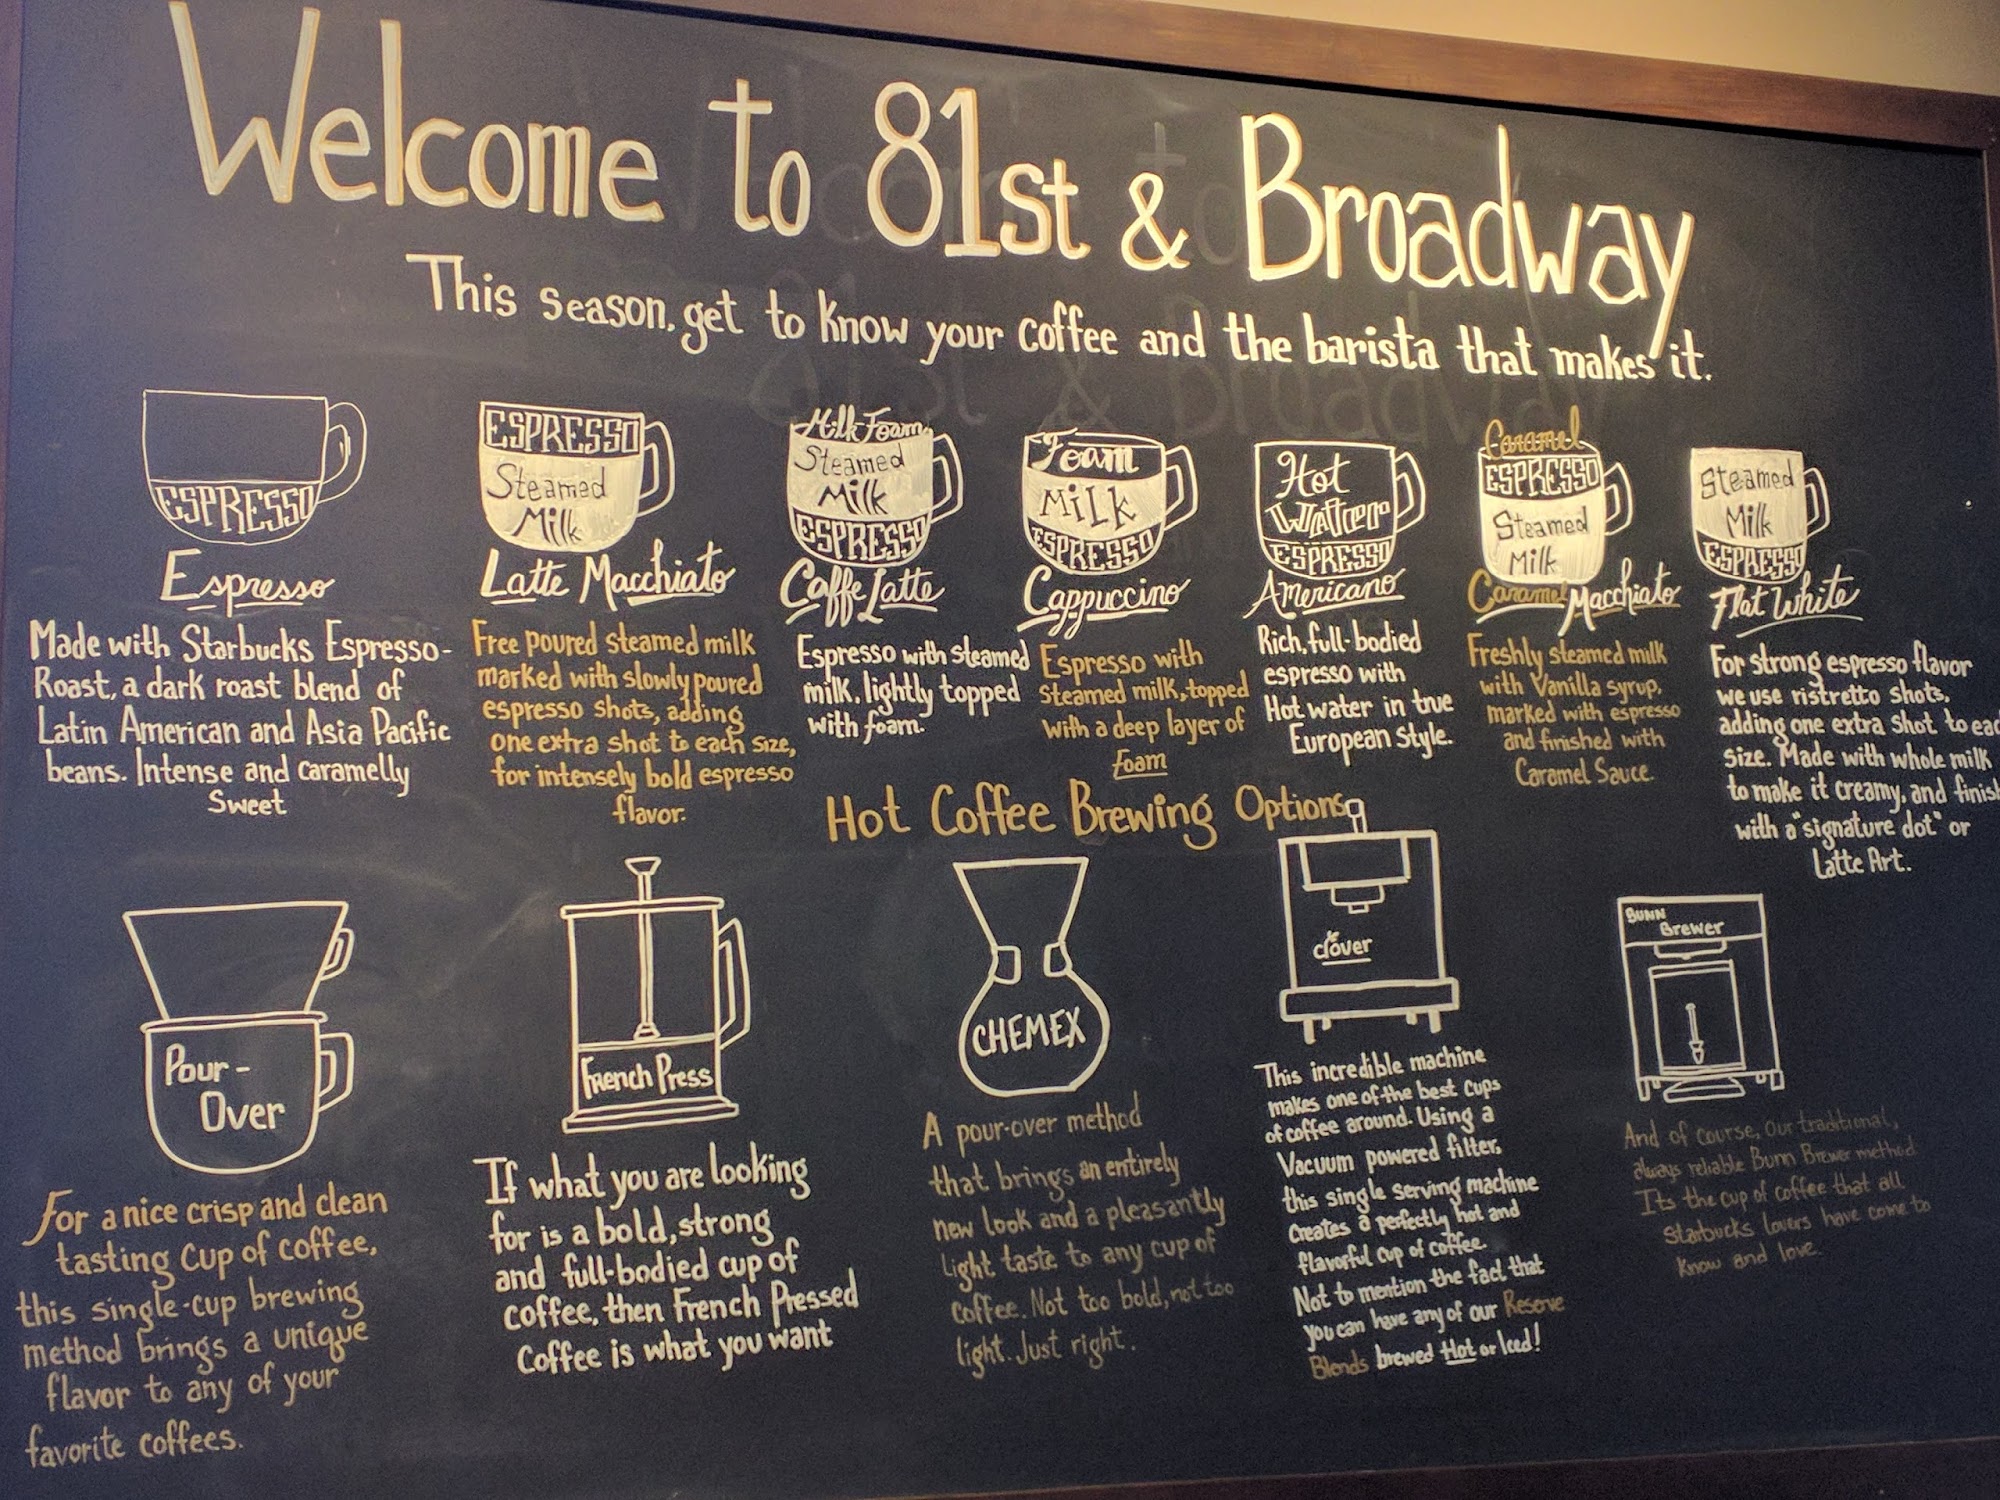 Welcome to 81st & Broadway
This season, get to know your coffee and the barista that makes it.
ESPRESSO
Espresso
Made with Starbucks Espresso-
Roast, a dark roast blend of
Latin American and Asia Pacific
beans. Intense and caramelly
Sweet
ESPRESSO
Steamed
Milk
Latte Macchiato
Free poured steamed milk
marked with slowly poured
espresso shots, adding
one extra shot to each size,
for intensely bold espresso
flavor.
Milk Foam
Steamed
Milk
ESPRESSO
Caffe Latte
Espresso with steamed
milk, lightly topped
with foam.
Foam
MiLK
ESPRESSO
Cappuccino
Espresso with
steamed milk, topped
with a deep layer of
foam
Hot
Water
ESPRESSO
Americano
Rich, full-bodied
espresso with
Hot water in true
European style.
Caramel
ESPRESSO
Steamed
Milk
Caramel Macchiato
Freshly steamed milk
with Vanilla syrup,
marked with espresso
and finished with
Caramel Sauce.
Steamed
Milk
ESPRESSO
Flat White
For strong espresso flavor
we use ristretto shots,
adding one extra shot to eac
size. Made with whole milk
to make it creamy, and finish
with a "signature dot" or
Latte Art.
Hot Coffee Brewing Options
Pour-
Over
For a nice crisp and clean
tasting cup of coffee,
this single-cup brewing
method brings a unique
flavor to any of your
favorite coffees.
French Press
If what you are looking
for is a bold, strong
and full-bodied cup of
coffee, then French Pressed
Coffee is what you want
CHEMEX
A pour-over method
that brings an entirely
new look and a pleasantly
Light taste to any cup of
coffee. Not too bold, not too
light. Just right.
clover
This incredible machine
makes one of the best cups
of coffee around. Using a
Vacuum powered filter,
this single serving machine
creates a perfectly hot and
flavorful cup of coffee.
Not to mention the fact that
you can have any of our Reserve
Blends brewed Hot or Iced!
BUNN
Brewer
And of course, our traditional,
always reliable Bunn Brewer method
Its the cup of coffee that all
Starbucks lovers have come to
know and love.